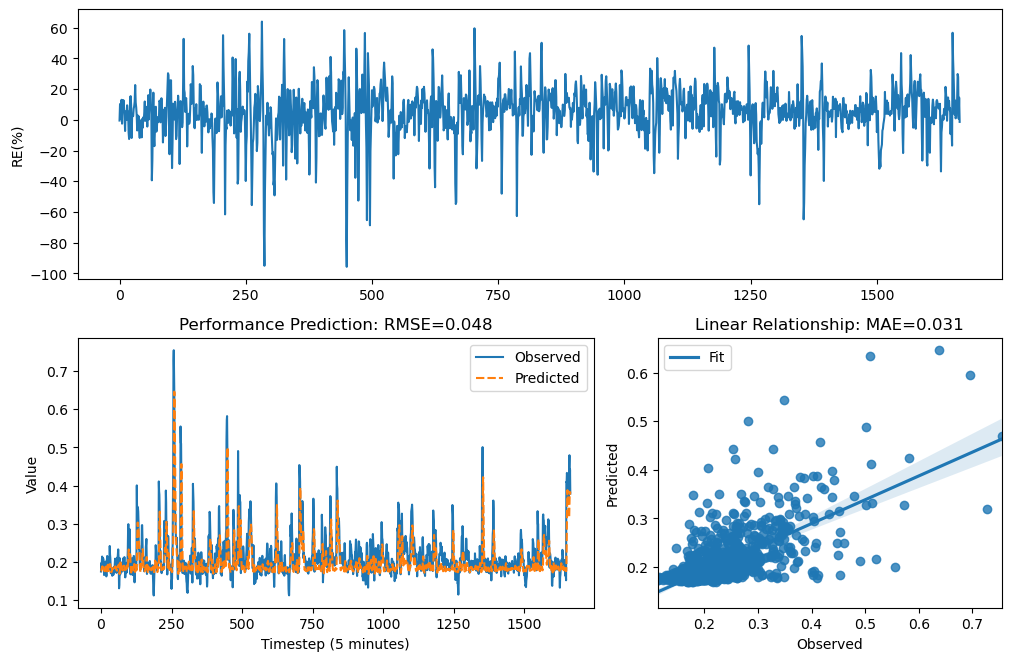 60
40
20
0
−20
−40
−60
−80
−100
RE(%)
0 250 500 750 1000 1250 1500
Performance Prediction: RMSE=0.048
Observed
Predicted
0.7
0.6
0.5
0.4
0.3
0.2
0.1
Value
0 250 500 750 1000 1250 1500
Timestep (5 minutes)
Linear Relationship: MAE=0.031
Fit
0.6
0.5
0.4
0.3
0.2
Predicted
0.2 0.3 0.4 0.5 0.6 0.7
Observed